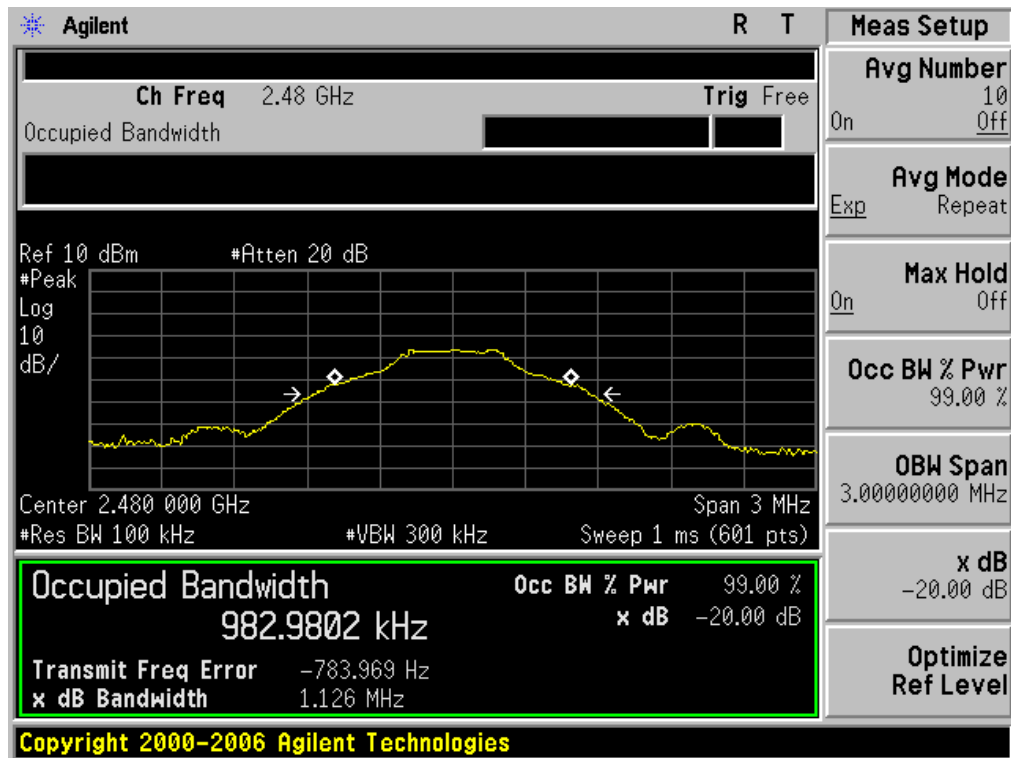 Agilent R T
Ch Freq 2.48 GHz Trig Free
Occupied Bandwidth
Ref 10 dBm #Atten 20 dB
#Peak
Log
10
dB/
Center 2.480 000 GHz Span 3 MHz
#Res BW 100 kHz #VBW 300 kHz Sweep 1 ms (601 pts)
Occupied Bandwidth Occ BW % Pwr 99.00 %
982.9802 kHz x dB -20.00 dB
Transmit Freq Error -783.969 Hz
x dB Bandwidth 1.126 MHz
Meas Setup
Avg Number
10
On Off
Avg Mode
Exp Repeat
Max Hold
On Off
Occ BW % Pwr
99.00 %
OBW Span
3.00000000 MHz
x dB
-20.00 dB
Optimize
Ref Level
Copyright 2000-2006 Agilent Technologies